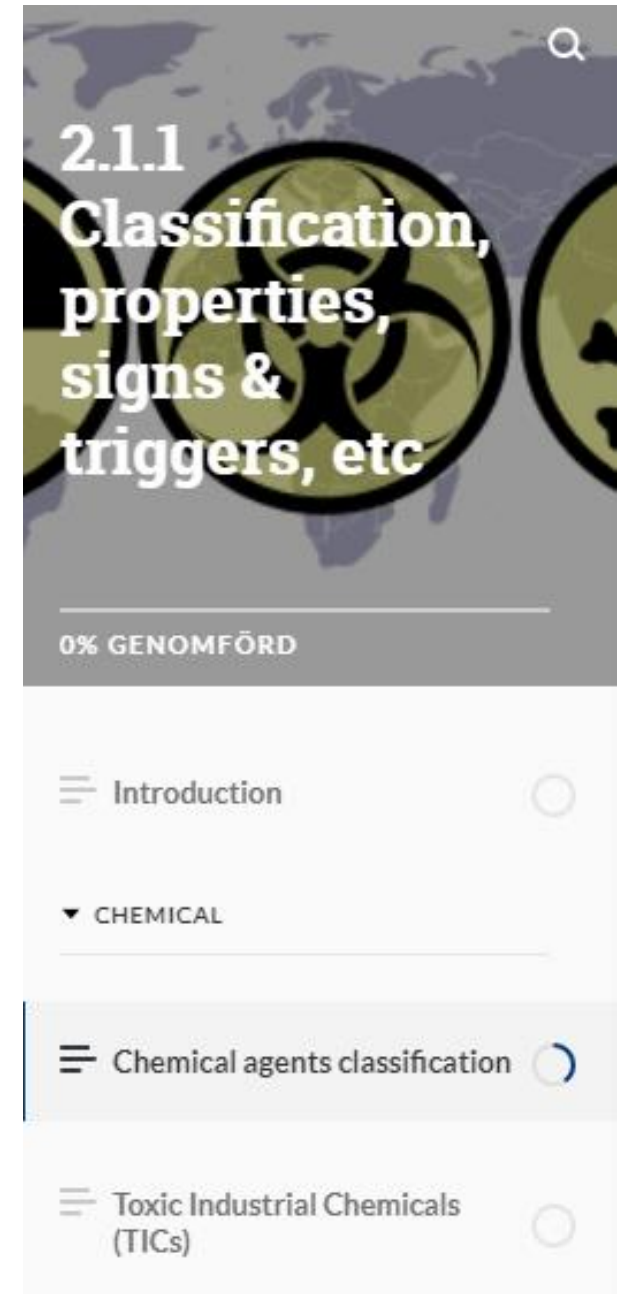 2.1.1
Classification,
properties,
signs &
triggers, etc
0% GENOMFÖRD
Introduction
CHEMICAL
Chemical agents classification
Toxic Industrial Chemicals
(TICs)